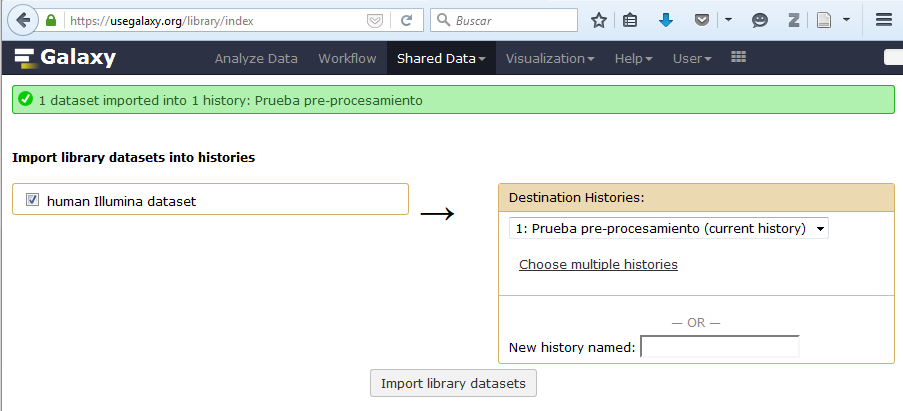 https://usegalaxy.org/library/index
Buscar
Galaxy
Analyze Data Workflow Shared Data Visualization Help User
1 dataset imported into 1 history: Prueba pre-procesamiento
Import library datasets into histories
human Illumina dataset
Destination Histories:
1: Prueba pre-procesamiento (current history)
Choose multiple histories
— OR —
New history named:
Import library datasets